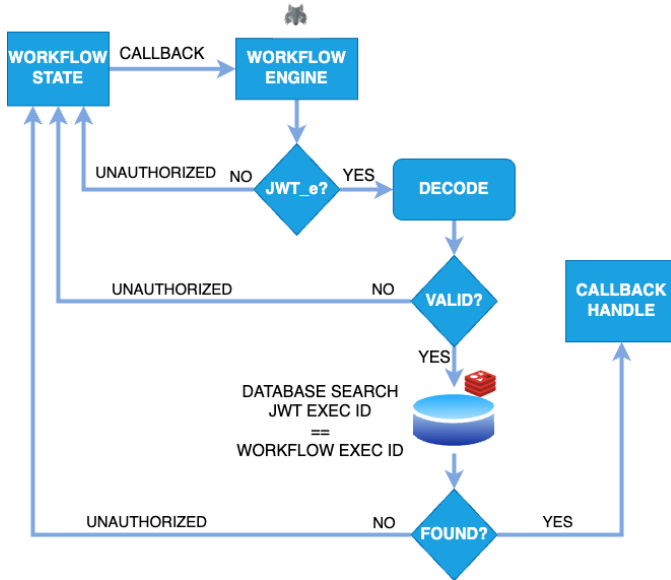 WORKFLOW
STATE
CALLBACK
WORKFLOW
ENGINE
UNAUTHORIZED
NO
JWT_e?
YES
DECODE
UNAUTHORIZED
NO
VALID?
CALLBACK
HANDLE
YES
DATABASE SEARCH
JWT EXEC ID
==
WORKFLOW EXEC ID
UNAUTHORIZED
NO
FOUND?
YES